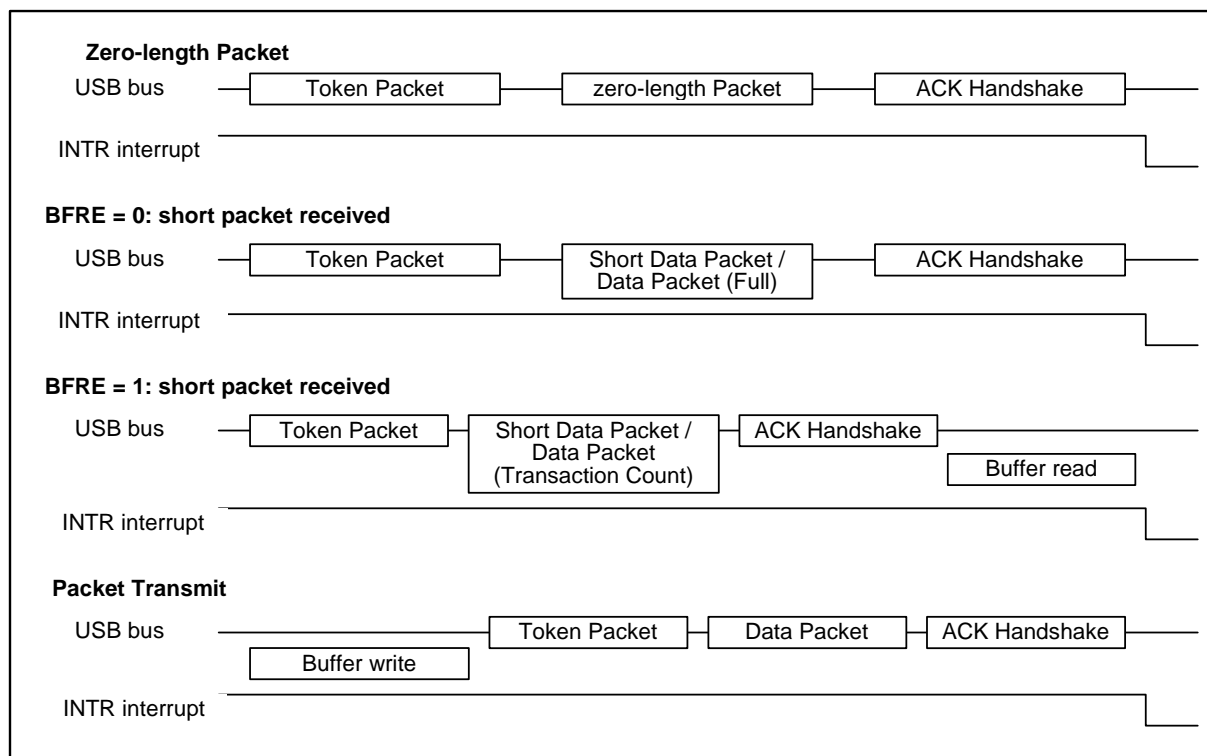 Zero-length Packet
USB bus
Token Packet
zero-length Packet
ACK Handshake
INTR interrupt
BFRE = 0: short packet received
USB bus
Token Packet
Short Data Packet /
Data Packet (Full)
ACK Handshake
INTR interrupt
BFRE = 1: short packet received
USB bus
Token Packet
Short Data Packet /
Data Packet
(Transaction Count)
ACK Handshake
Buffer read
INTR interrupt
Packet Transmit
USB bus
Token Packet
Data Packet
ACK Handshake
Buffer write
INTR interrupt